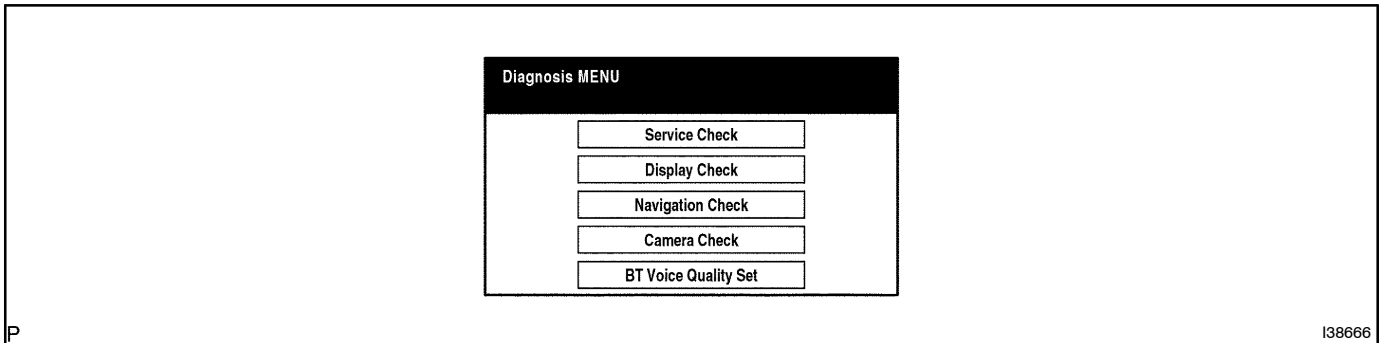 Diagnosis MENU
Service Check
Display Check
Navigation Check
Camera Check
BT Voice Quality Set
P
I38666